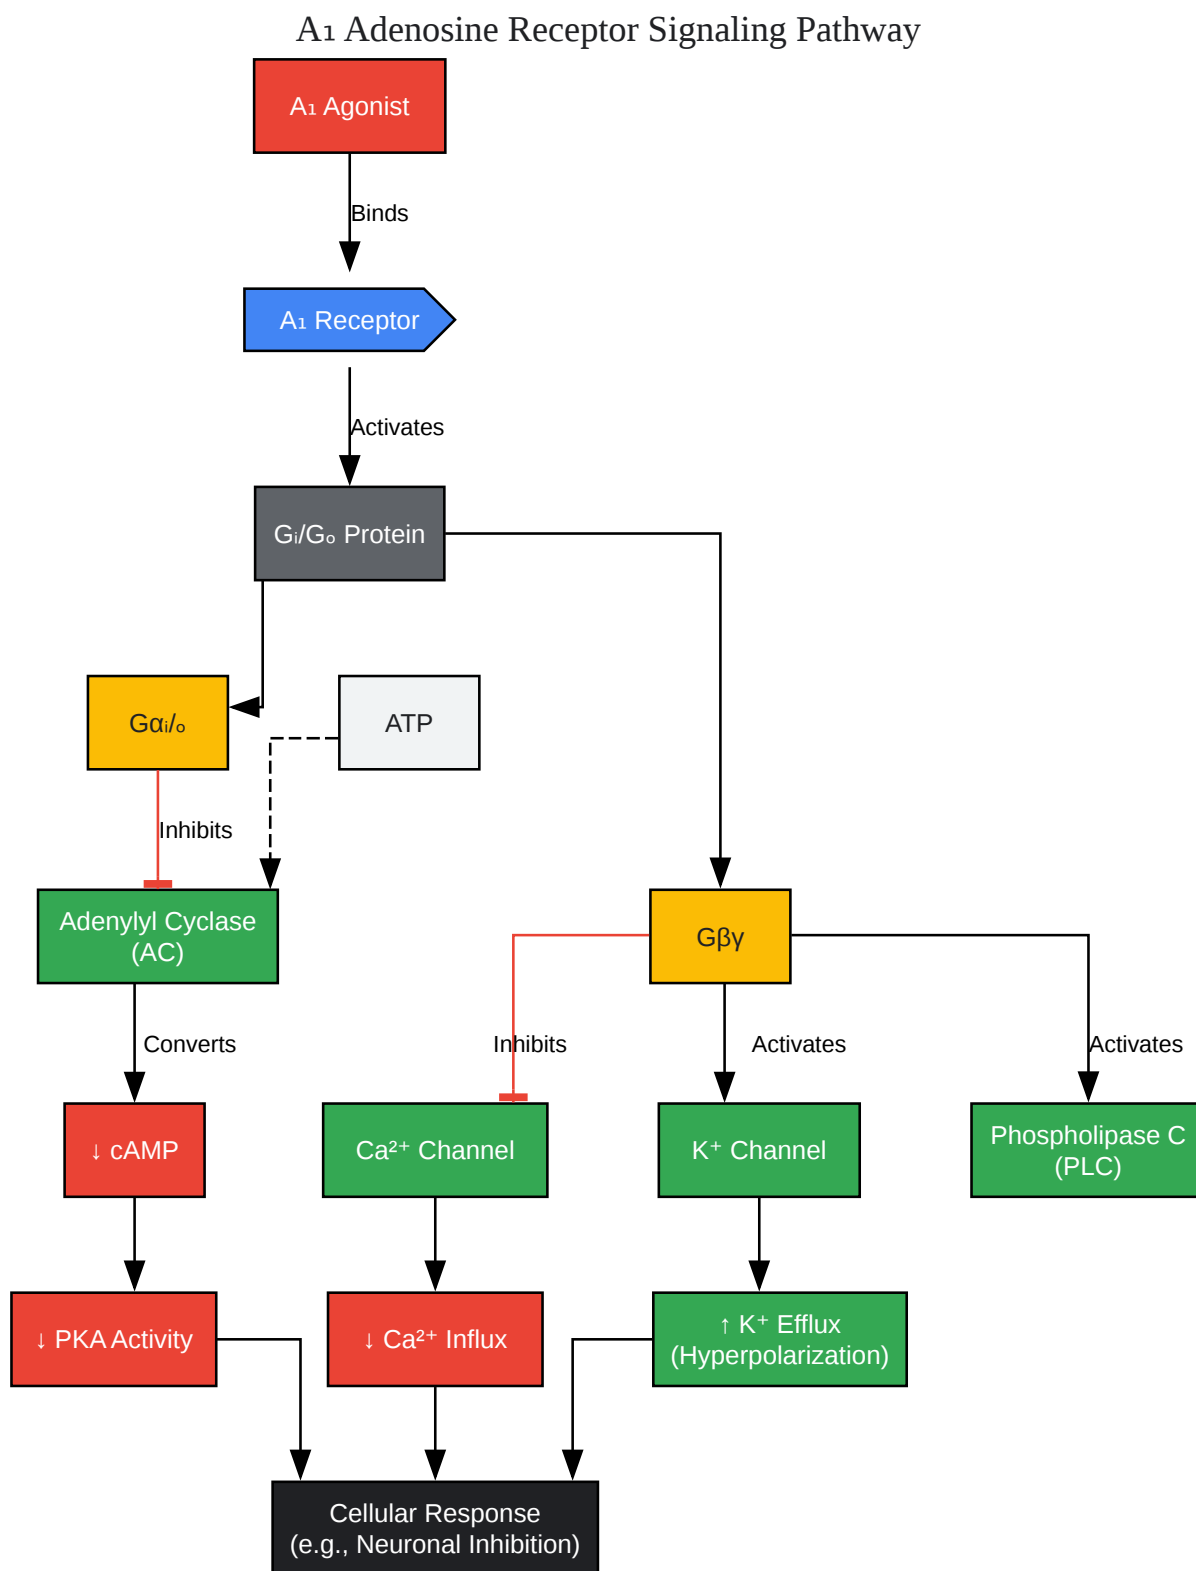 A₁ Adenosine Receptor Signaling Pathway
A₁ Agonist
Binds
A₁ Receptor
Activates
Gᵢ/Gₒ Protein
Gαᵢ/ₒ
ATP
Inhibits
Adenylyl Cyclase
(AC)
Gβγ
Converts
Inhibits
Activates
Activates
↓ cAMP
Ca²⁺ Channel
K⁺ Channel
Phospholipase C
(PLC)
↓ PKA Activity
↓ Ca²⁺ Influx
↑ K⁺ Efflux
(Hyperpolarization)
Cellular Response
(e.g., Neuronal Inhibition)